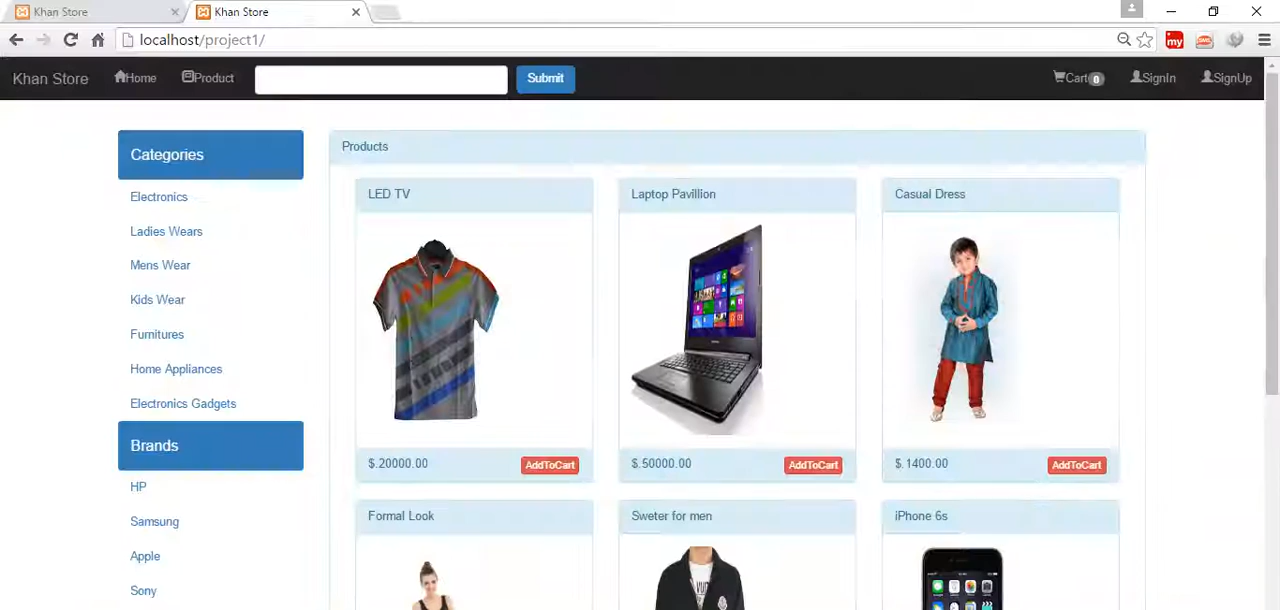 Khan Store
Khan Store
localhost/project1/
my
SMS
Khan Store Home Product Submit Cart 0 SignIn SignUp
Categories
Electronics
Ladies Wears
Mens Wear
Kids Wear
Furnitures
Home Appliances
Electronics Gadgets
Brands
HP
Samsung
Apple
Sony
Products
LED TV
Laptop Pavillion
Casual Dress
$.20000.00 AddToCart
$.50000.00 AddToCart
$.1400.00 AddToCart
Formal Look
Sweter for men
iPhone 6s